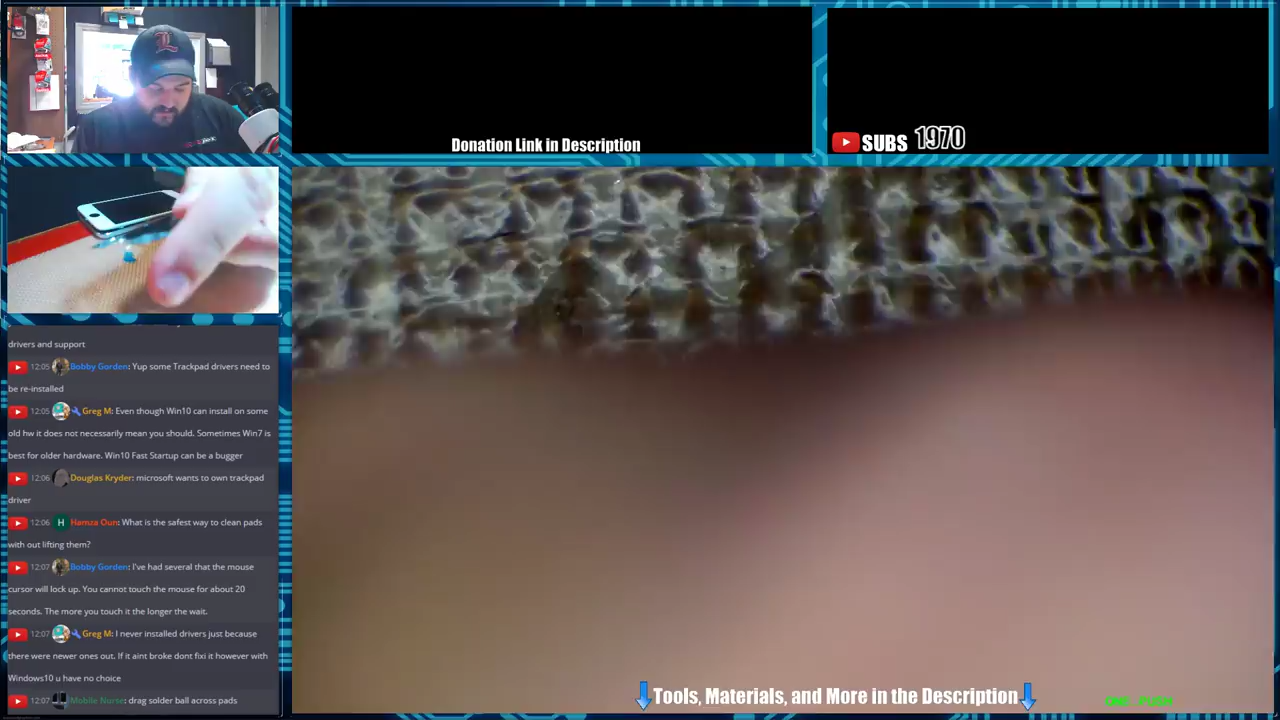 Donation Link in Description
SUBS 1970
drivers and support
12:05 Bobby Gorden: Yup some Trackpad drivers need to
be re-installed
12:05 Greg M: Even though Win10 can install on some
old hw it does not necessarily mean you should. Sometimes Win7 is
best for older hardware. Win10 Fast Startup can be a bugger
12:06 Douglas Kryder: microsoft wants to own trackpad
driver
12:06 H Hamza Oun: What is the safest way to clean pads
with out lifting them?
12:07 Bobby Gorden: I've had several that the mouse
cursor will lock up. You cannot touch the mouse for about 20
seconds. The more you touch it the longer the wait.
12:07 Greg M: I never installed drivers just because
there were newer ones out. If it aint broke dont fixi it however with
Windows10 u have no choice
12:07 Mobile Nurse: drag solder ball across pads
Tools, Materials, and More in the Description
ONE PUSH